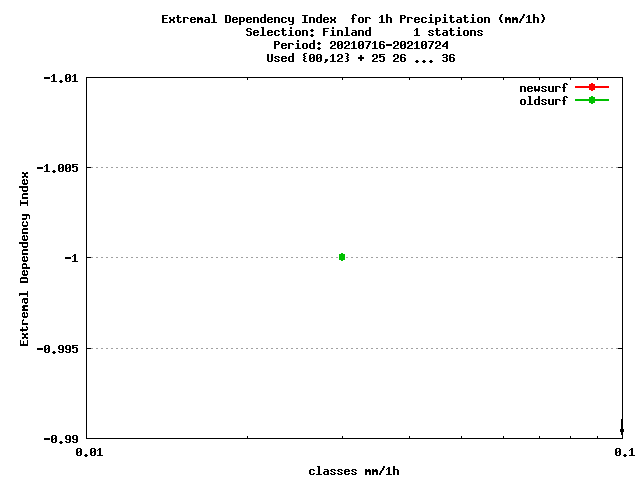 Extremal Dependency Index  for 1h Precipitation (mm/1h)
Selection: Finland      1 stations
Period: 20210716-20210724
Used {00,12} + 25 26 ... 36
newsurf
oldsurf
Extremal Dependency Index
-1.01
-1.005
-1
-0.995
-0.99
0.01
0.1
classes mm/1h